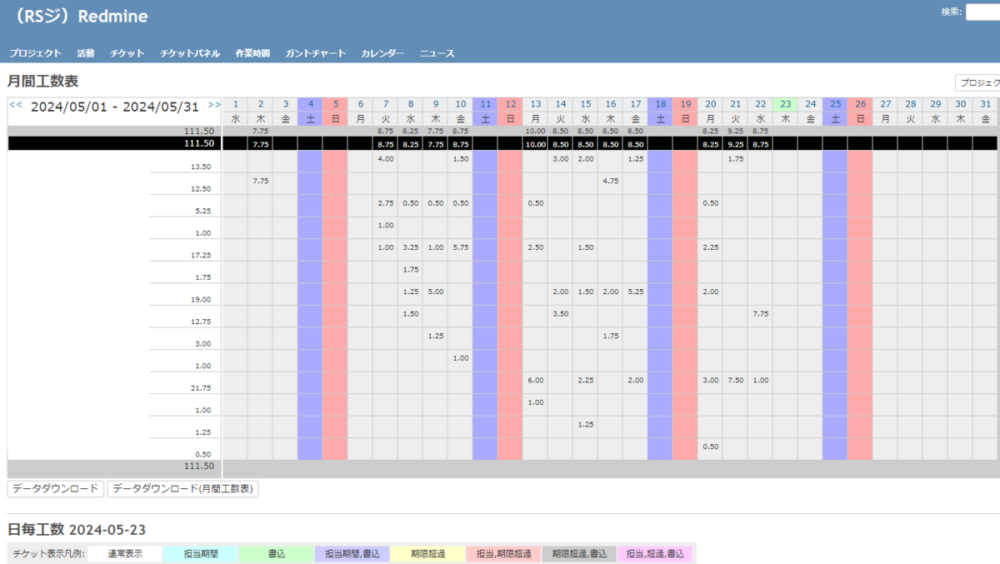 （RSジ）Redmine
検索:
プロジェクト 活動 チケット チケットパネル 作業時間 ガントチャート カレンダー ニュース
月間工数表
プロジェク
<< 2024/05/01 - 2024/05/31 >> 1 2 3 4 5 6 7 8 9 10 11 12 13 14 15 16 17 18 19 20 21 22 23 24 25 26 27 28 29 30 31
水 木 金 土 日 月 火 水 木 金 土 日 月 火 水 木 金 土 日 月 火 水 木 金 土 日 月 火 水 木 金
111.50 7.75 8.75 8.25 7.75 8.75 10.00 8.50 8.50 8.50 8.50 8.25 9.25 8.75
111.50 7.75 8.75 8.25 7.75 8.75 10.00 8.50 8.50 8.50 8.50 8.25 9.25 8.75
13.50 4.00 1.50 3.00 2.00 1.25 1.75
12.50 7.75 4.75
5.25 2.75 0.50 0.50 0.50 0.50 0.50
1.00 1.00
17.25 1.00 3.25 1.00 5.75 2.50 1.50 2.25
1.75 1.75
19.00 1.25 5.00 2.00 1.50 2.00 5.25 2.00
12.75 1.50 3.50 7.75
3.00 1.25 1.75
1.00 1.00
21.75 6.00 2.25 2.00 3.00 7.50 1.00
1.00 1.00
1.25 1.25
0.50 0.50
111.50
データダウンロード データダウンロード(月間工数表)
日毎工数 2024-05-23
チケット表示凡例: 通常表示 担当期間 書込 担当期間,書込 期限超過 担当,期限超過 期限超過,書込 担当,超過,書込